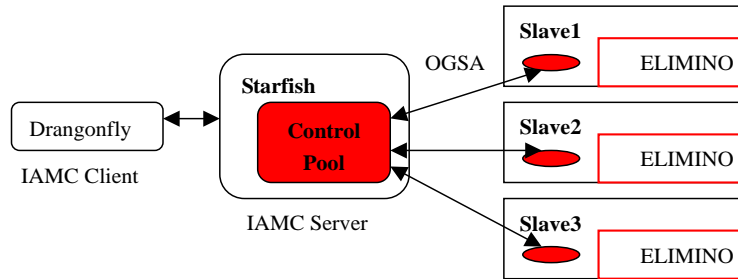 Drangonfly
IAMC Client
Starfish
Control
Pool
IAMC Server
OGSA
Slave1
ELIMINO
Slave2
ELIMINO
Slave3
ELIMINO